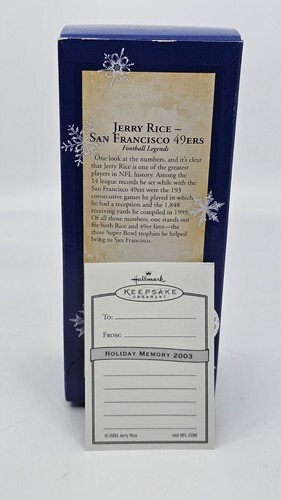 JERRY RICE –
SAN FRANCISCO 49ERS
Football Legends
One look at the numbers, and it's clear
that Jerry Rice is one of the greatest
players in NFL history. Among the
14 league records he set while with the
San Francisco 49ers were the 193
consecutive games he played in which
he had a reception and the 1,848
receiving yards he compiled in 1995.
Of all those numbers, one stands out
for both Rice and 49er fans—the
three Super Bowl trophies he helped
bring to San Francisco.
Hallmark
KEEPSAKE
ORNAMENT
TO:
FROM:
HOLIDAY MEMORY 2003
© 2003 Jerry Rice
visit NFL.COM